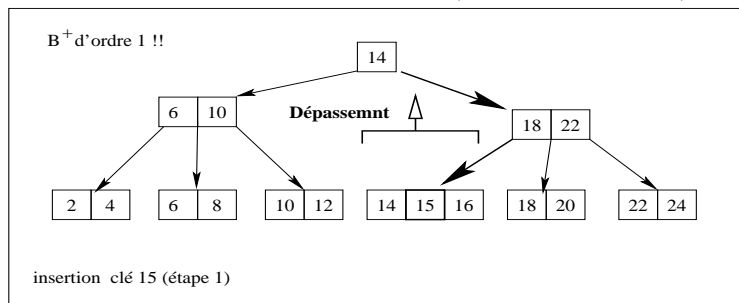 B+ d'ordre 1 !!
14
6 10
Dépassemnt
18 22
2 4 6 8 10 12 14 15 16 18 20 22 24
insertion clé 15 (étape 1)